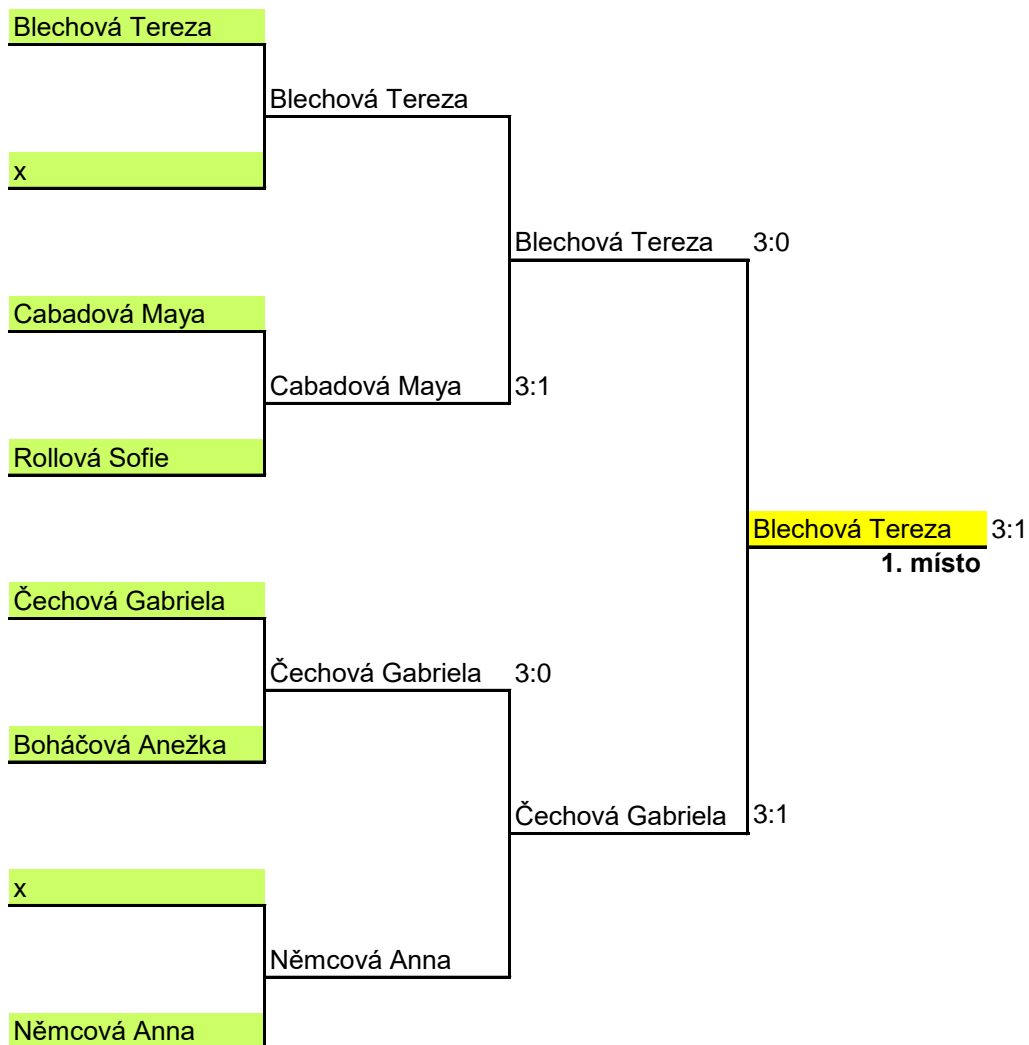 Blechová Tereza
Blechová Tereza
x
Blechová Tereza 3:0
Cabadová Maya
Cabadová Maya 3:1
Rollová Sofie
Blechová Tereza 3:1
1. místo
Čechová Gabriela
Čechová Gabriela 3:0
Boháčová Anežka
Čechová Gabriela 3:1
x
Němcová Anna
Němcová Anna